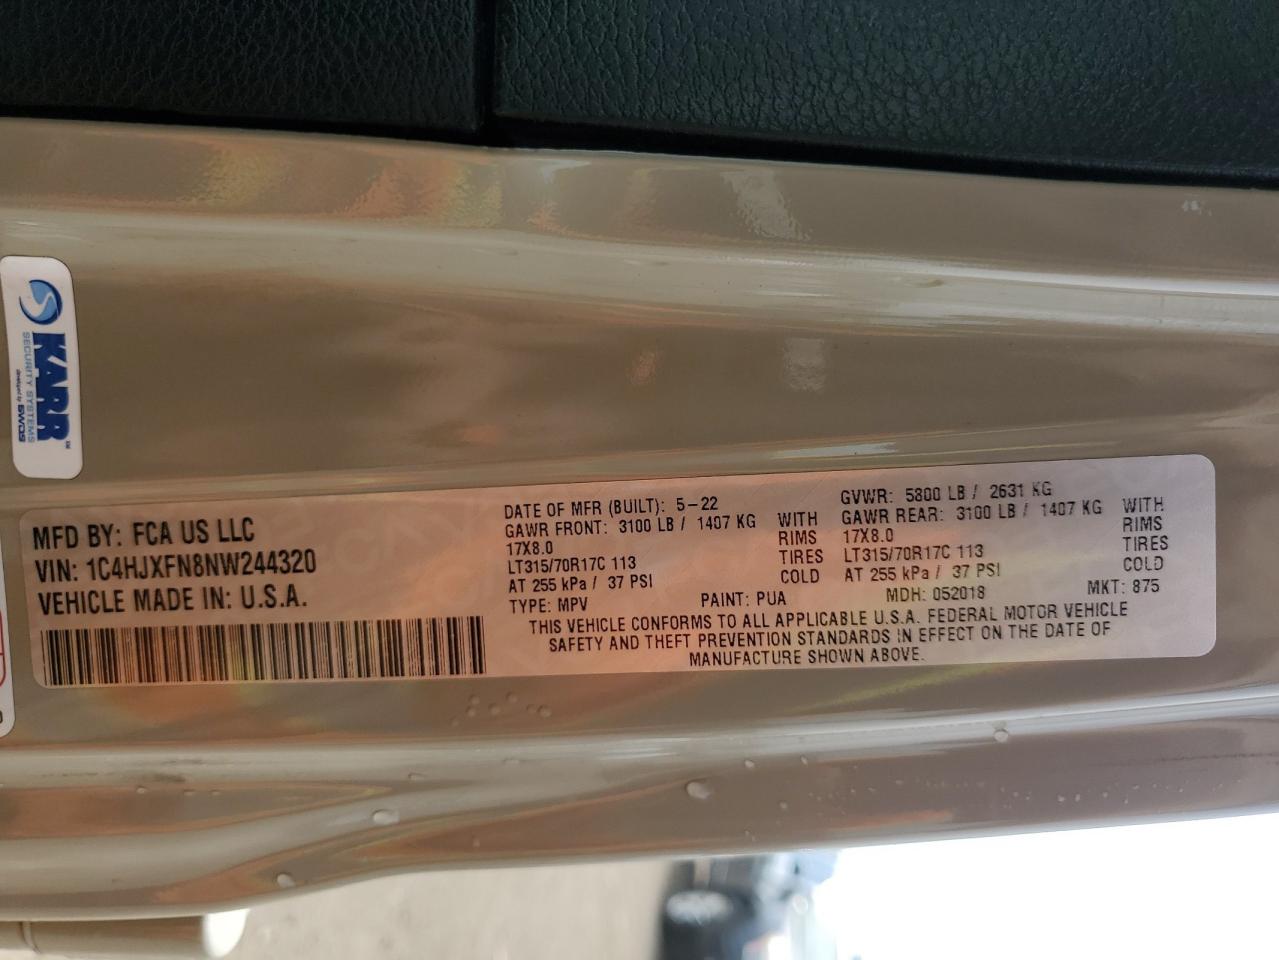 KARR
SECURITY SYSTEMS
developed by SWDS
MFD BY: FCA US LLC
VIN: 1C4HJXFN8NW244320
VEHICLE MADE IN: U.S.A.
DATE OF MFR (BUILT): 5-22
GAWR FRONT: 3100 LB / 1407 KG WITH
17X8.0 RIMS
LT315/70R17C 113 TIRES
AT 255 kPa / 37 PSI COLD
GVWR: 5800 LB / 2631 KG
GAWR REAR: 3100 LB / 1407 KG WITH
17X8.0 RIMS
LT315/70R17C 113 TIRES
AT 255 kPa / 37 PSI COLD
TYPE: MPV PAINT: PUA MDH: 052018 MKT: 875
THIS VEHICLE CONFORMS TO ALL APPLICABLE U.S.A. FEDERAL MOTOR VEHICLE
SAFETY AND THEFT PREVENTION STANDARDS IN EFFECT ON THE DATE OF
MANUFACTURE SHOWN ABOVE.